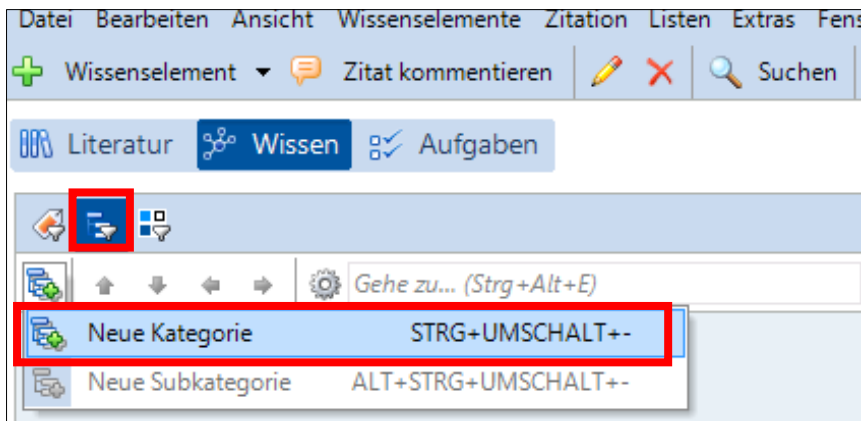 Datei Bearbeiten Ansicht Wissenselemente Zitation Listen Extras Fens
Wissenselement Zitat kommentieren Suchen
Literatur Wissen Aufgaben
Gehe zu... (Strg+Alt+E)
Neue Kategorie STRG+UMSCHALT+-
Neue Subkategorie ALT+STRG+UMSCHALT+-